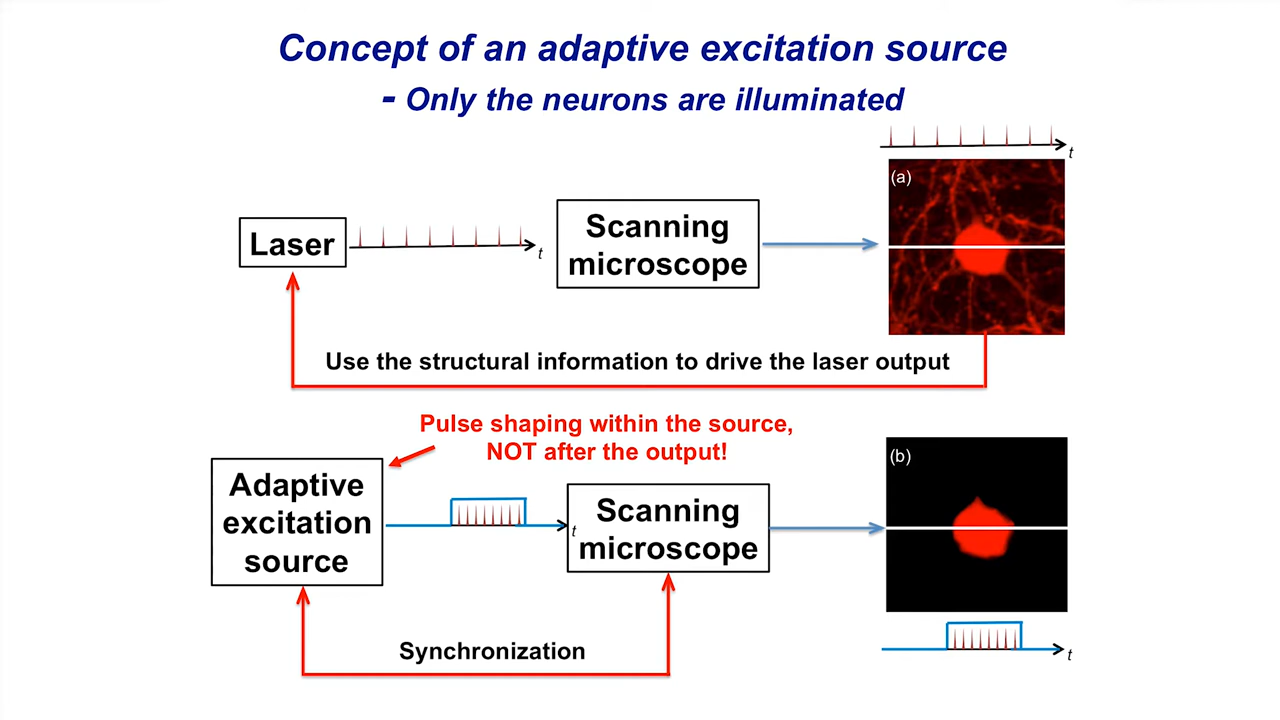 Concept of an adaptive excitation source
- Only the neurons are illuminated
t
(a)
Laser
t
Scanning
microscope
Use the structural information to drive the laser output
Pulse shaping within the source,
NOT after the output!
(b)
Adaptive
excitation
source
t
Scanning
microscope
Synchronization
t